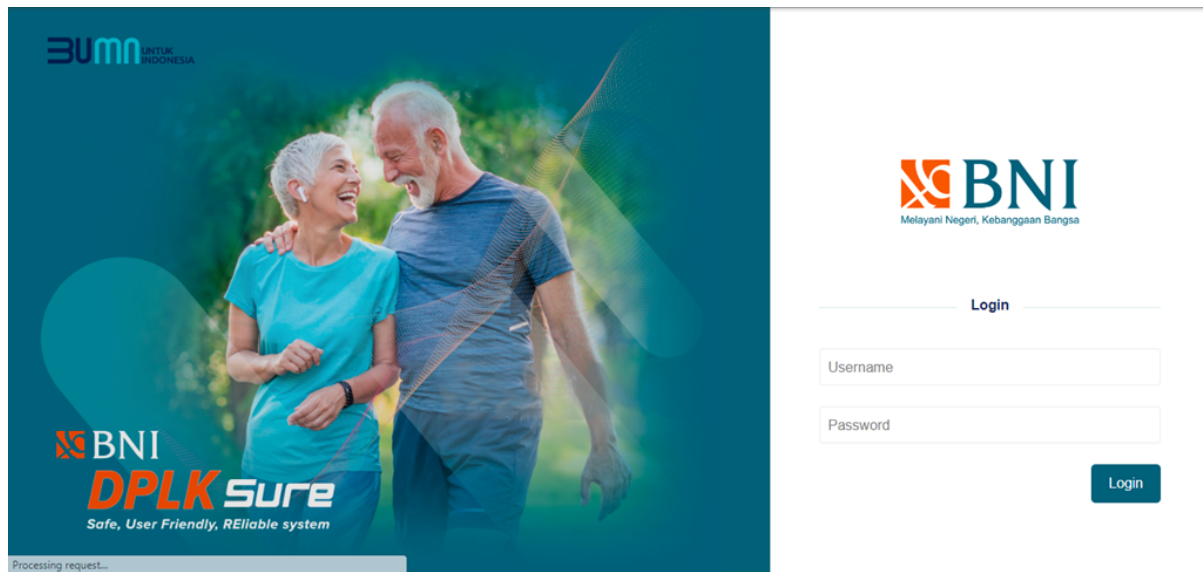 BUMN UNTUK
INDONESIA
BNI
DPLK Sure
Safe, User Friendly, REliable system
Processing request...
BNI
Melayani Negeri, Kebanggaan Bangsa
Login
Username
Password
Login